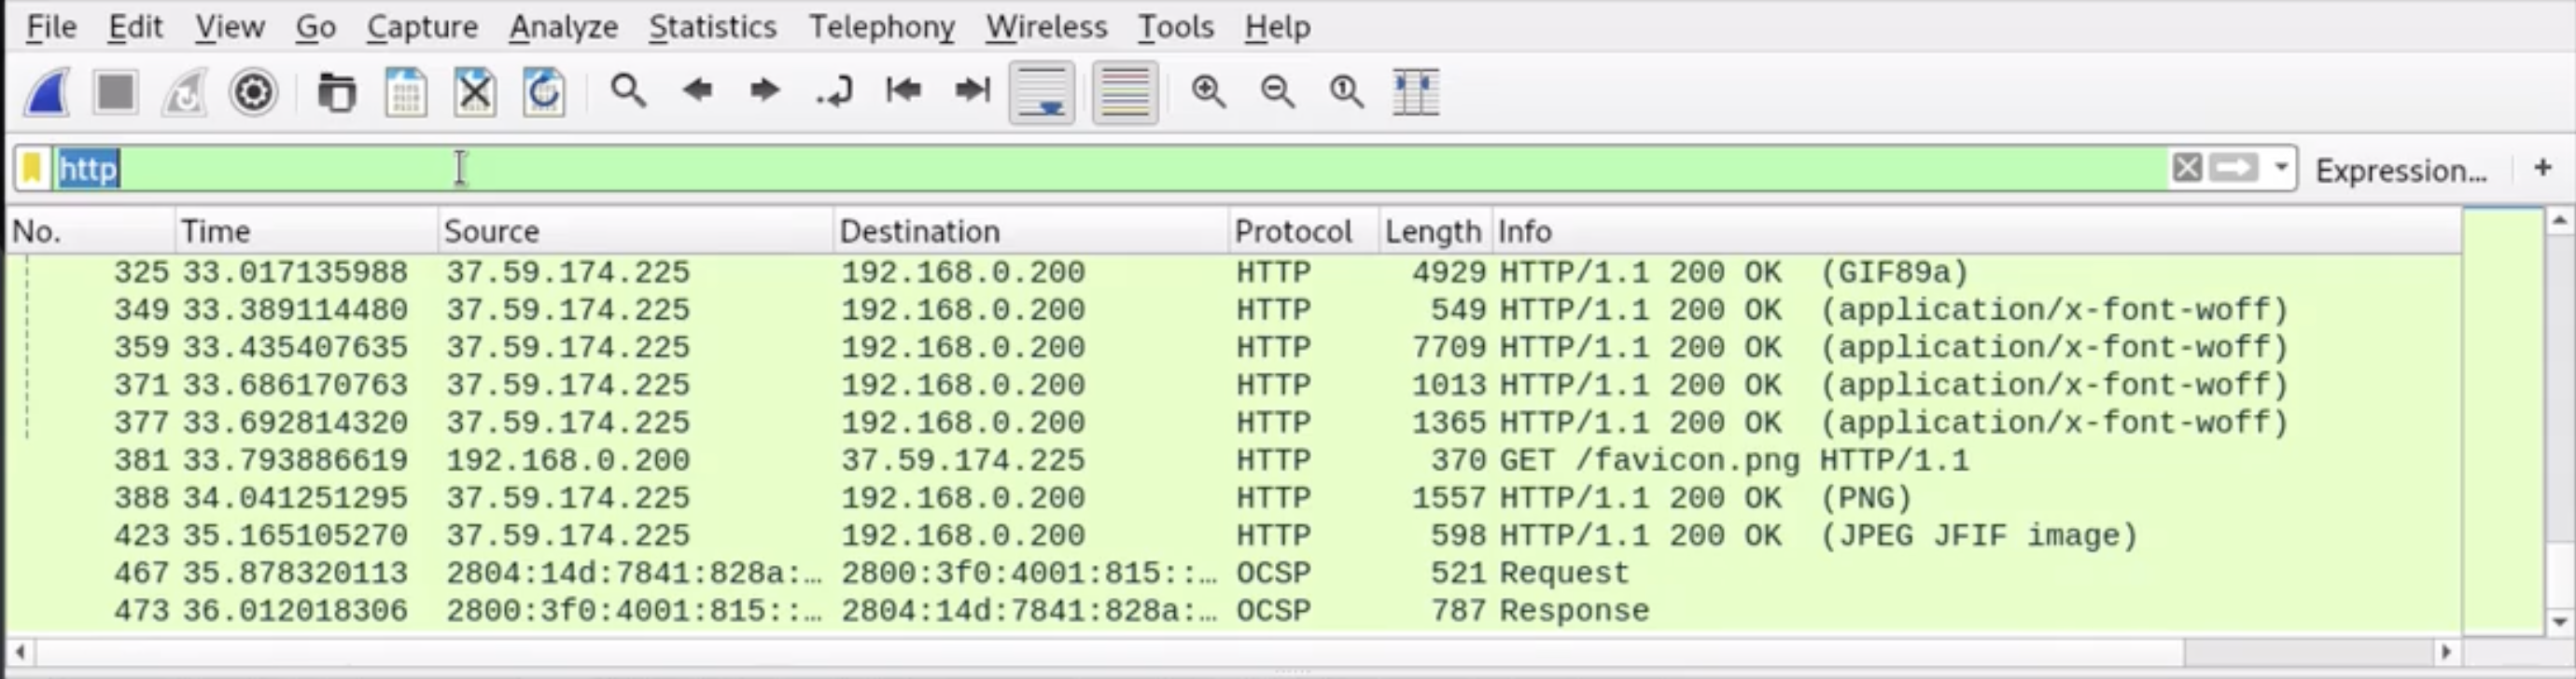 File Edit View Go Capture Analyze Statistics Telephony Wireless Tools Help
http Expression... +
No. Time Source Destination Protocol Length Info
325 33.017135988 37.59.174.225 192.168.0.200 HTTP 4929 HTTP/1.1 200 OK (GIF89a)
349 33.389114480 37.59.174.225 192.168.0.200 HTTP 549 HTTP/1.1 200 OK (application/x-font-woff)
359 33.435407635 37.59.174.225 192.168.0.200 HTTP 7709 HTTP/1.1 200 OK (application/x-font-woff)
371 33.686170763 37.59.174.225 192.168.0.200 HTTP 1013 HTTP/1.1 200 OK (application/x-font-woff)
377 33.692814320 37.59.174.225 192.168.0.200 HTTP 1365 HTTP/1.1 200 OK (application/x-font-woff)
381 33.793886619 192.168.0.200 37.59.174.225 HTTP 370 GET /favicon.png HTTP/1.1
388 34.041251295 37.59.174.225 192.168.0.200 HTTP 1557 HTTP/1.1 200 OK (PNG)
423 35.165105270 37.59.174.225 192.168.0.200 HTTP 598 HTTP/1.1 200 OK (JPEG JFIF image)
467 35.878320113 2804:14d:7841:828a:… 2800:3f0:4001:815::… OCSP 521 Request
473 36.012018306 2800:3f0:4001:815::… 2804:14d:7841:828a:… OCSP 787 Response